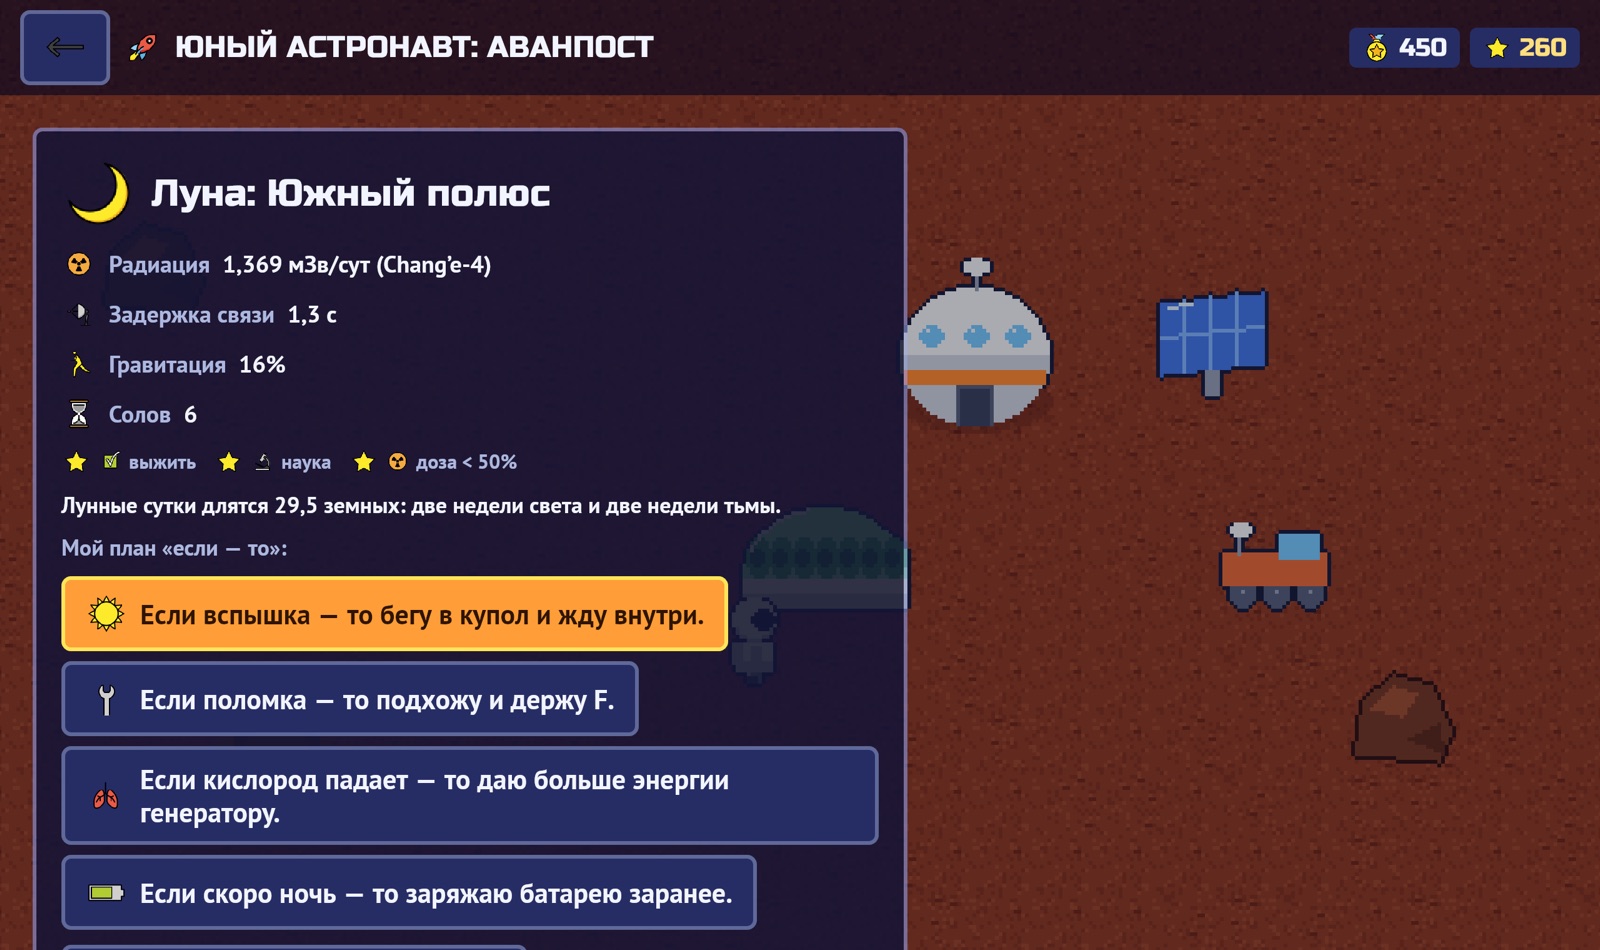 ЮНЫЙ АСТРОНАВТ: АВАНПОСТ
450
260
Луна: Южный полюс
Радиация 1,369 мЗв/сут (Chang’e-4)
Задержка связи 1,3 с
Гравитация 16%
Солов 6
выжить наука доза < 50%
Лунные сутки длятся 29,5 земных: две недели света и две недели тьмы.
Мой план «если — то»:
Если вспышка — то бегу в купол и жду внутри.
Если поломка — то подхожу и держу F.
Если кислород падает — то даю больше энергии
генератору.
Если скоро ночь — то заряжаю батарею заранее.